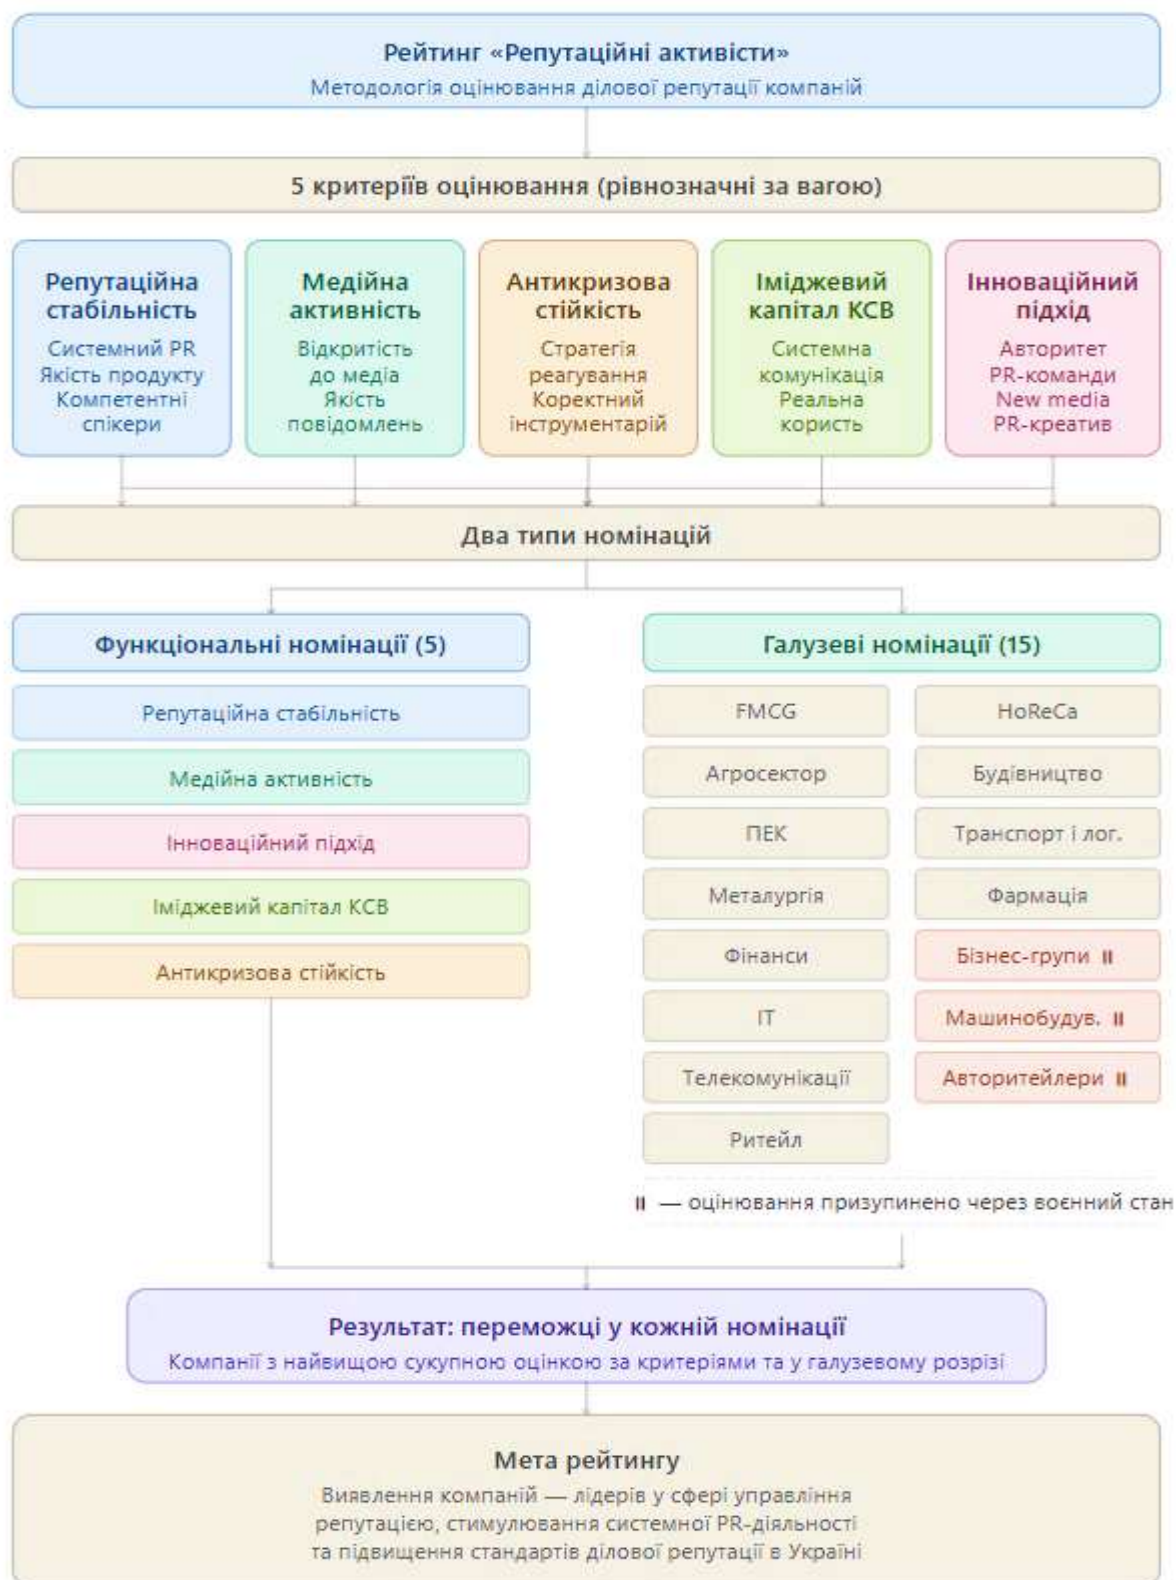 Рейтинг «Репутаційні активісти»
Методологія оцінювання ділової репутації компаній
5 критеріїв оцінювання (рівнозначні за вагою)
Репутаційна
стабільність
Системний PR
Якість продукту
Компетентні
спікери
Медійна
активність
Відкритість
до медіа
Якість
повідомлень
Антикризова
стійкість
Стратегія
реагування
Коректний
інструментарій
Іміджевий
капітал КСВ
Системна
комунікація
Реальна
користь
Інноваційний
підхід
Авторитет
PR-команди
New media
PR-креатив
Два типи номінацій
Функціональні номінації (5)
Репутаційна стабільність
Медійна активність
Інноваційний підхід
Іміджевий капітал КСВ
Антикризова стійкість
Галузеві номінації (15)
FMCG
HoReCa
Агросектор
Будівництво
ПЕК
Транспорт і лог.
Металургія
Фармація
Фінанси
Бізнес-групи ⏸
ІТ
Машинобудув. ⏸
Телекомунікації
Авторитейлери ⏸
Ритейл
⏸ — оцінювання призупинено через воєнний стан
Результат: переможці у кожній номінації
Компанії з найвищою сукупною оцінкою за критеріями та у галузевому розрізі
Мета рейтингу
Виявлення компаній — лідерів у сфері управління
репутацією, стимулювання системної PR-діяльності
та підвищення стандартів ділової репутації в Україні